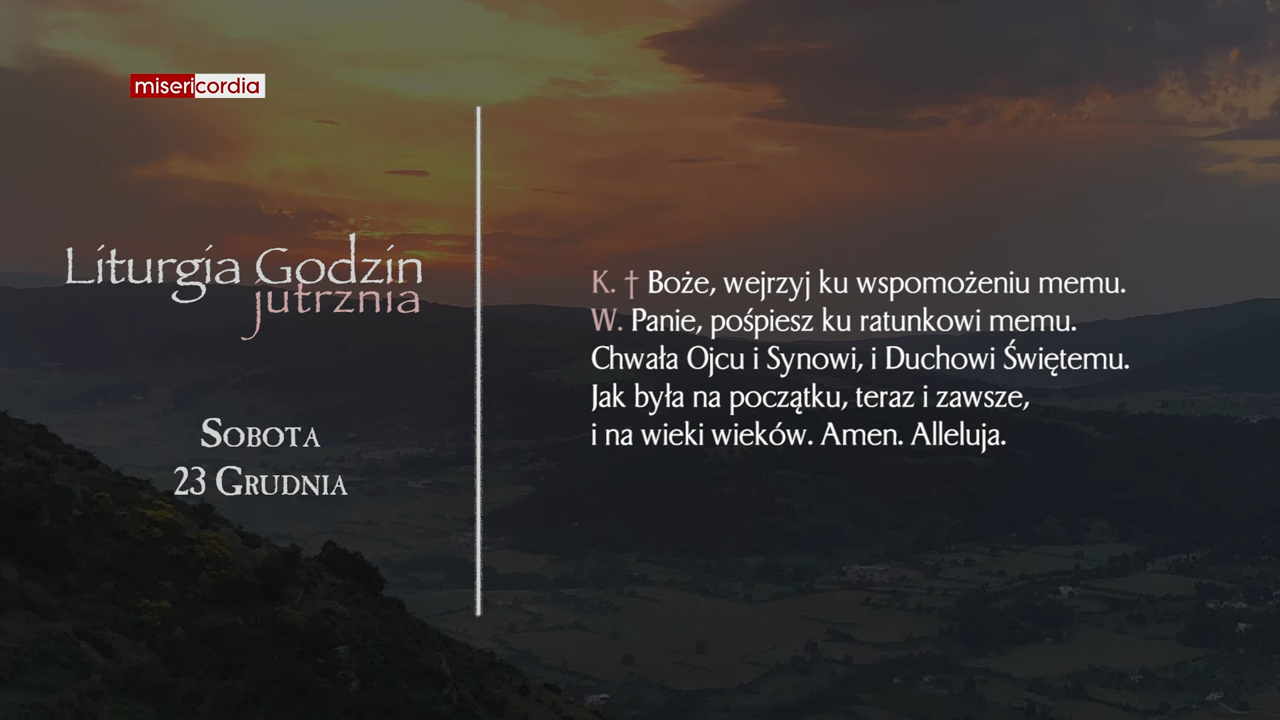 misericordia
Liturgia Godzin
jutrznia
Sobota
23 Grudnia
K. † Boże, wejrzyj ku wspomożeniu memu.
W. Panie, pośpiesz ku ratunkowi memu.
Chwała Ojcu i Synowi, i Duchowi Świętemu.
Jak była na początku, teraz i zawsze,
i na wieki wieków. Amen. Alleluja.